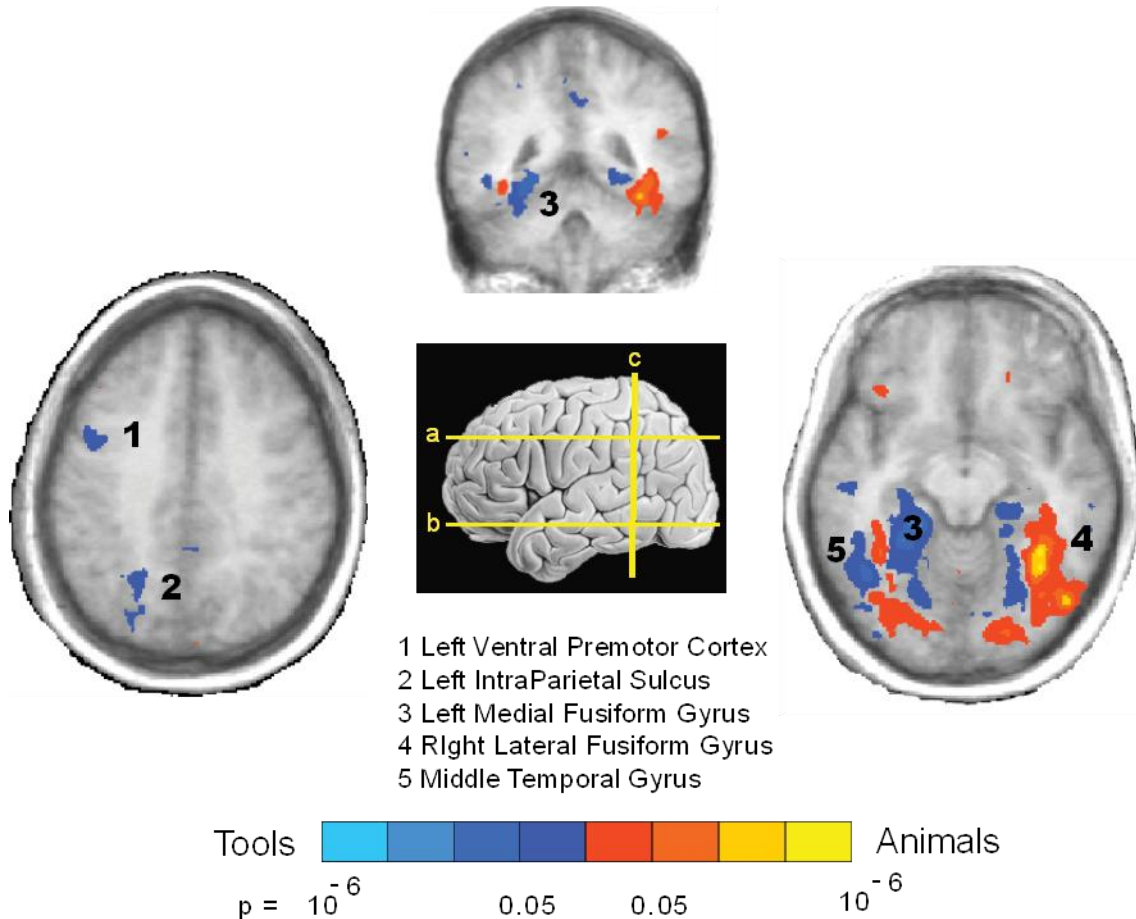 3
1
2
c
a
b
3
5
4
1 Left Ventral Premotor Cortex
2 Left IntraParietal Sulcus
3 Left Medial Fusiform Gyrus
4 RIght Lateral Fusiform Gyrus
5 Middle Temporal Gyrus
Tools Animals
p = 10^-6 0.05 0.05 10^-6